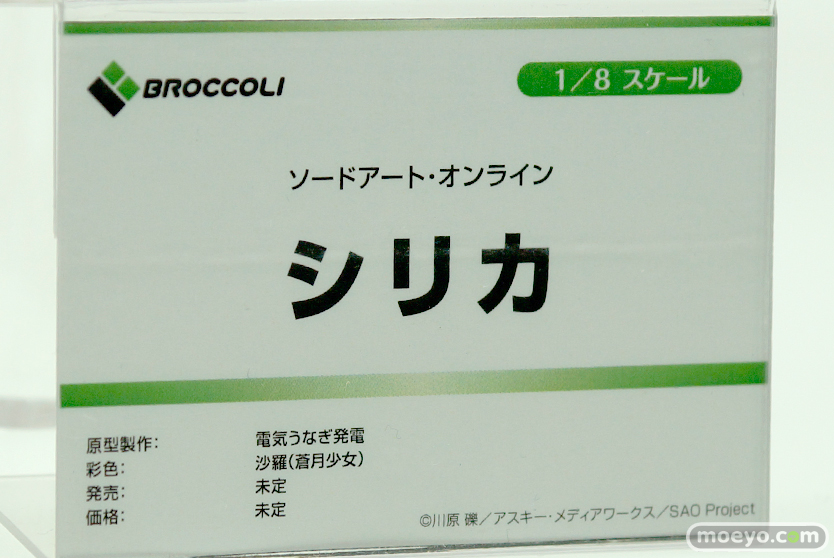 BROCCOLI
1/8 スケール
ソードアート・オンライン
シリカ
原型製作: 電気うなぎ発電
彩色: 沙羅(蒼月少女)
発売: 未定
価格: 未定
©川原 礫/アスキー・メディアワークス/SAO Project
moeyo.com